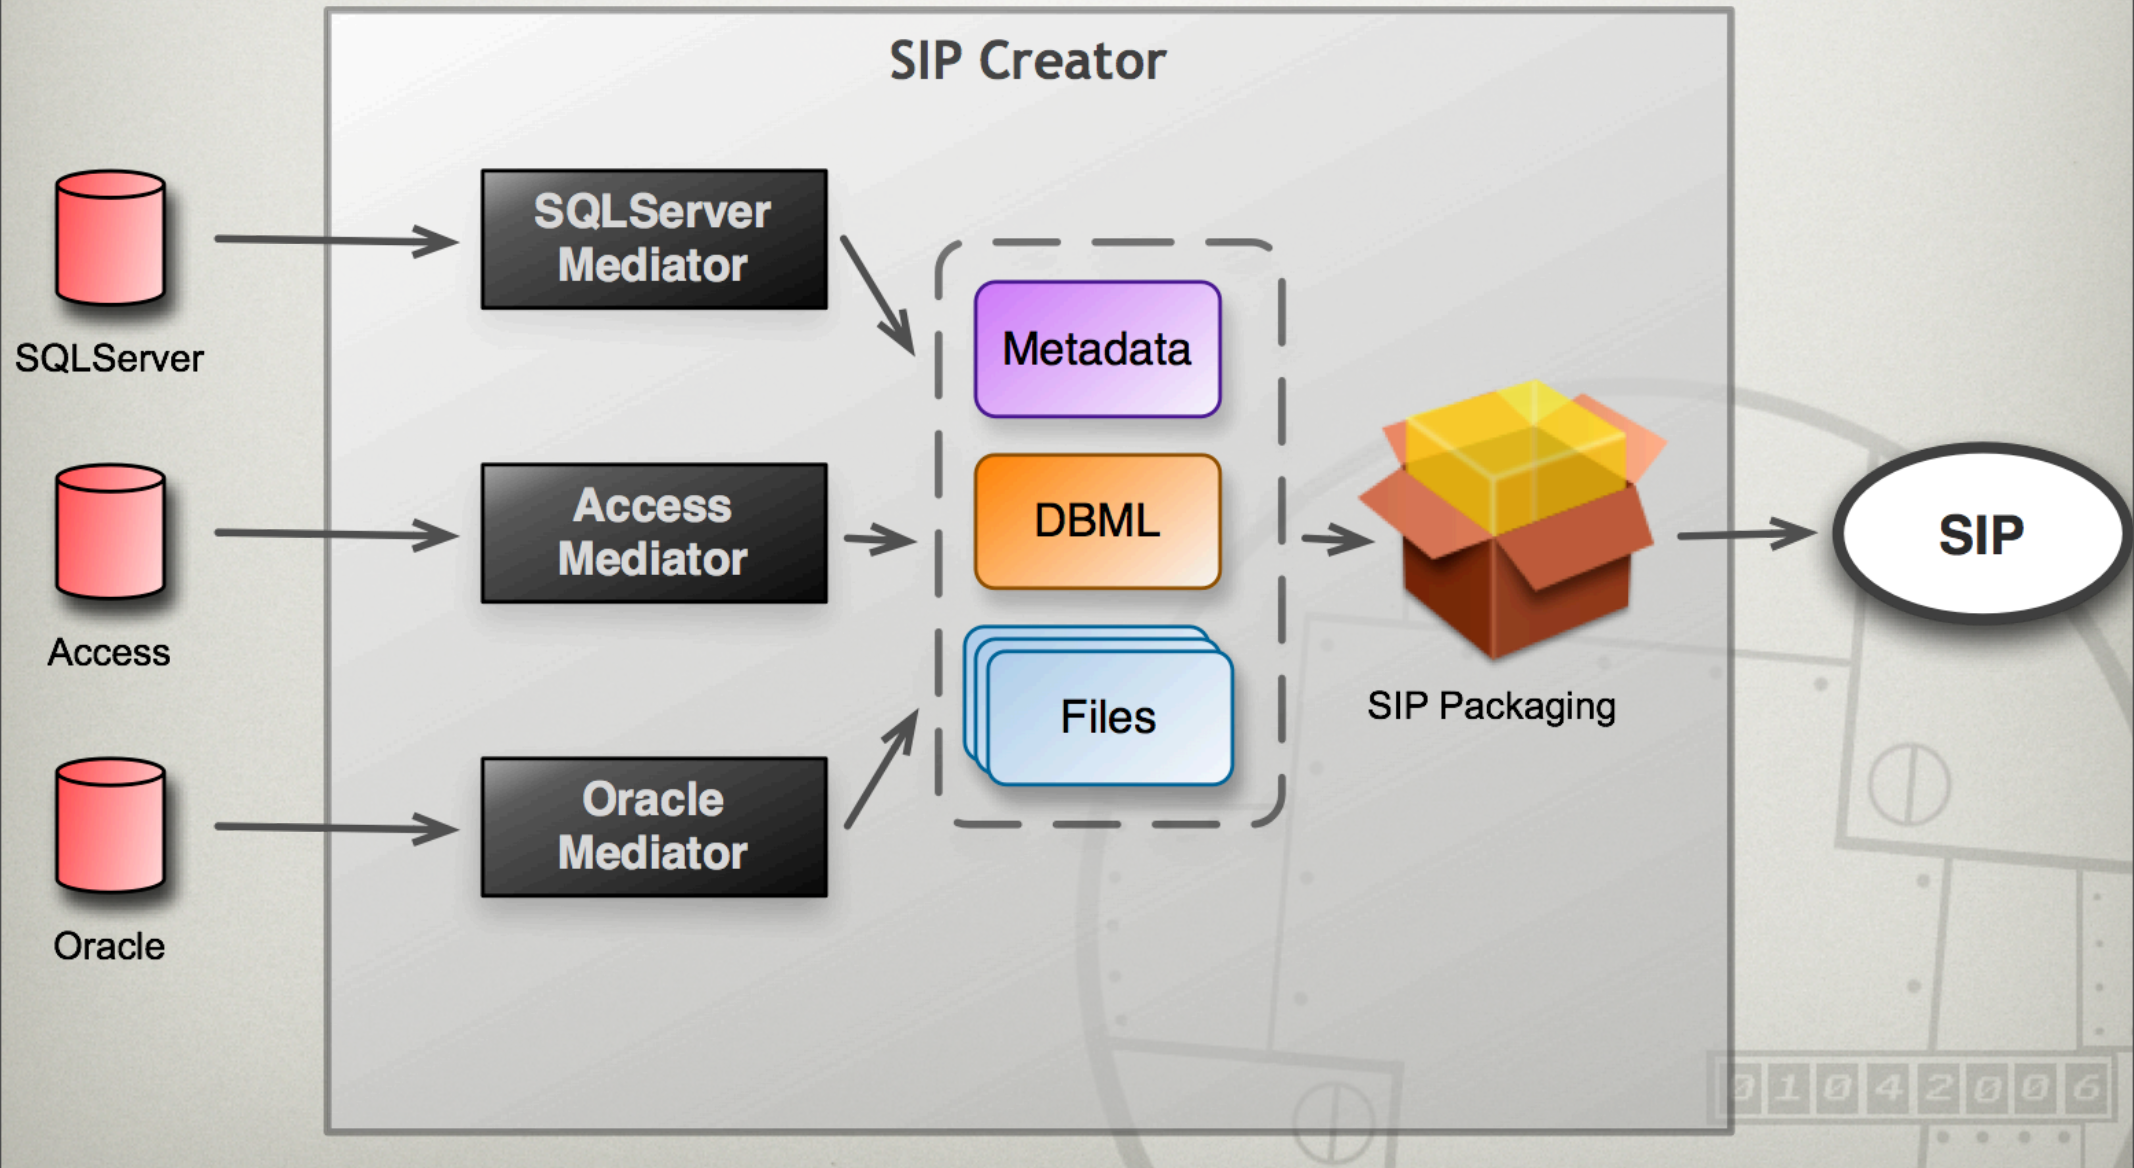 SIP Creator
SQLServer
Mediator
SQLServer
Metadata
Access
Mediator
DBML
SIP
Access
Files
SIP Packaging
Oracle
Mediator
Oracle
01042006